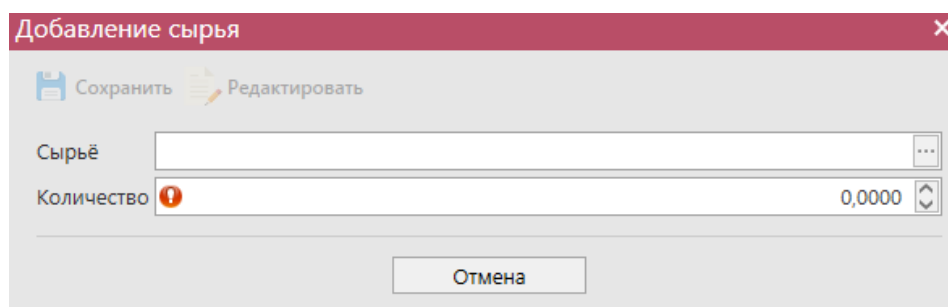 Добавление сырья
Сохранить Редактировать
Сырьё
Количество 0,0000
Отмена